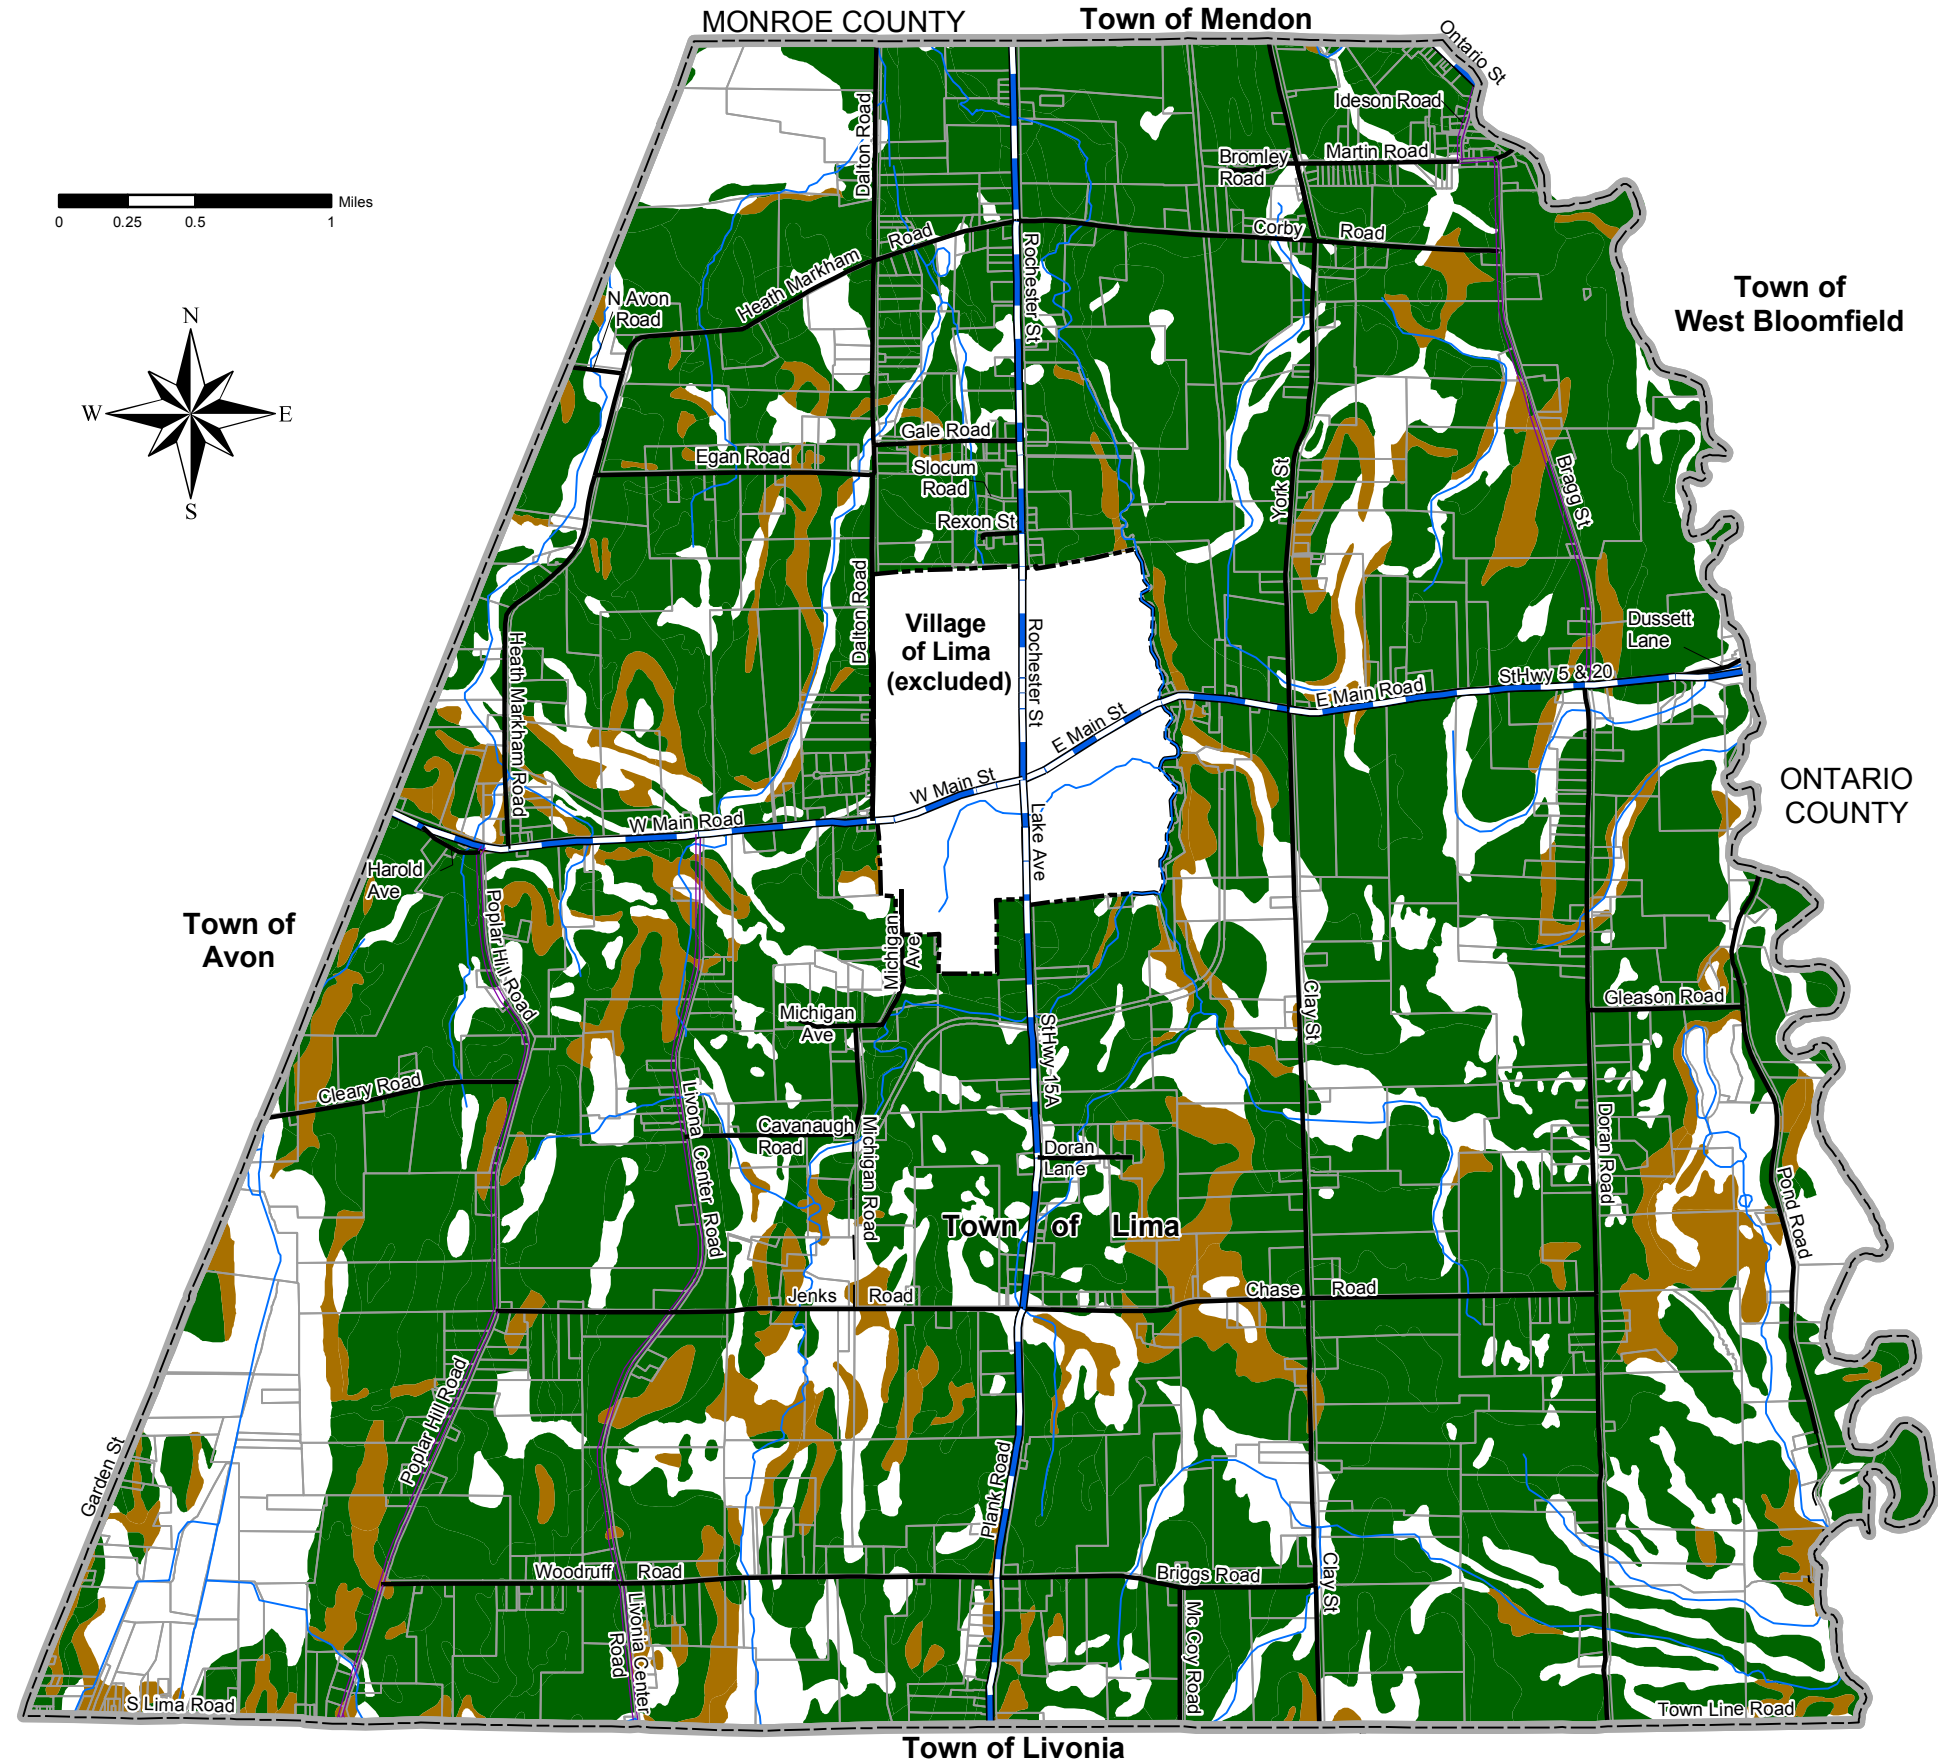 MONROE COUNTY
Town of Mendon
Ontario St
Ideson Road
Dalton Road
Bromley
Road
Martin Road
Miles
0
0.25
0.5
1
Corby Road
Heath Markham Road
Rochester St
Town of
West Bloomfield
N Avon
Road
N
W
E
S
Gale Road
Egan Road
Slocum
Road
York St
Bragg St
Rexon St
Dalton Road
Village
of Lima
(excluded)
Rochester St
Dussett
Lane
Heath Markham Road
StHwy 5 & 20
E Main Road
E Main St
W Main St
ONTARIO
COUNTY
W Main Road
Lake Ave
Harold
Ave
Poplar Hill Road
Town of
Avon
Michigan
Ave
Clay St
Gleason Road
Michigan
Ave
StHwy 15A
Cleary Road
Livona Center Road
Cavanaugh
Road
Michigan Road
Doran
Lane
Doran Road
Pond Road
Town of Lima
Jenks Road
Chase Road
Poplar Hill Road
Garden St
Plank Road
Woodruff Road
Briggs Road
Clay St
Livonia Center
Road
Mc Coy Road
S Lima Road
Town Line Road
Town of Livonia